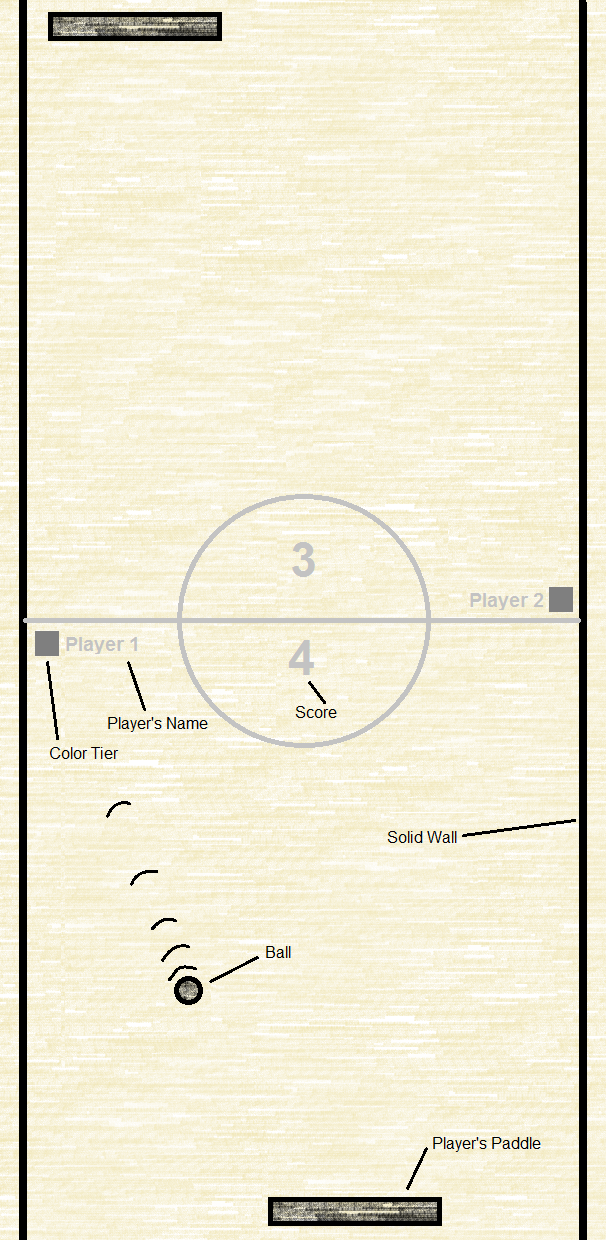 3
Player 2
Player 1
4
Score
Player's Name
Color Tier
Solid Wall
Ball
Player's Paddle